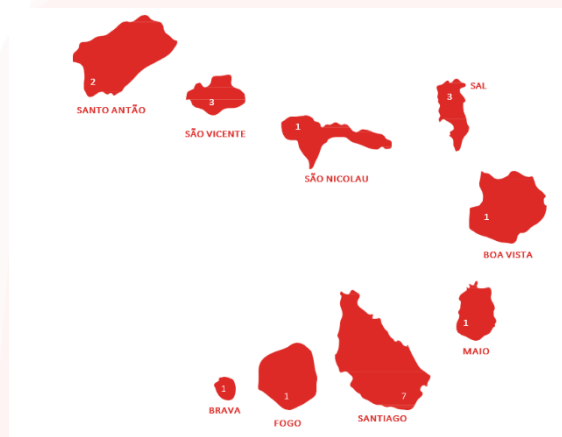 2
SANTO ANTÃO
3
SÃO VICENTE
1
SÃO NICOLAU
3
SAL
1
BOA VISTA
1
MAIO
7
SANTIAGO
1
FOGO
1
BRAVA